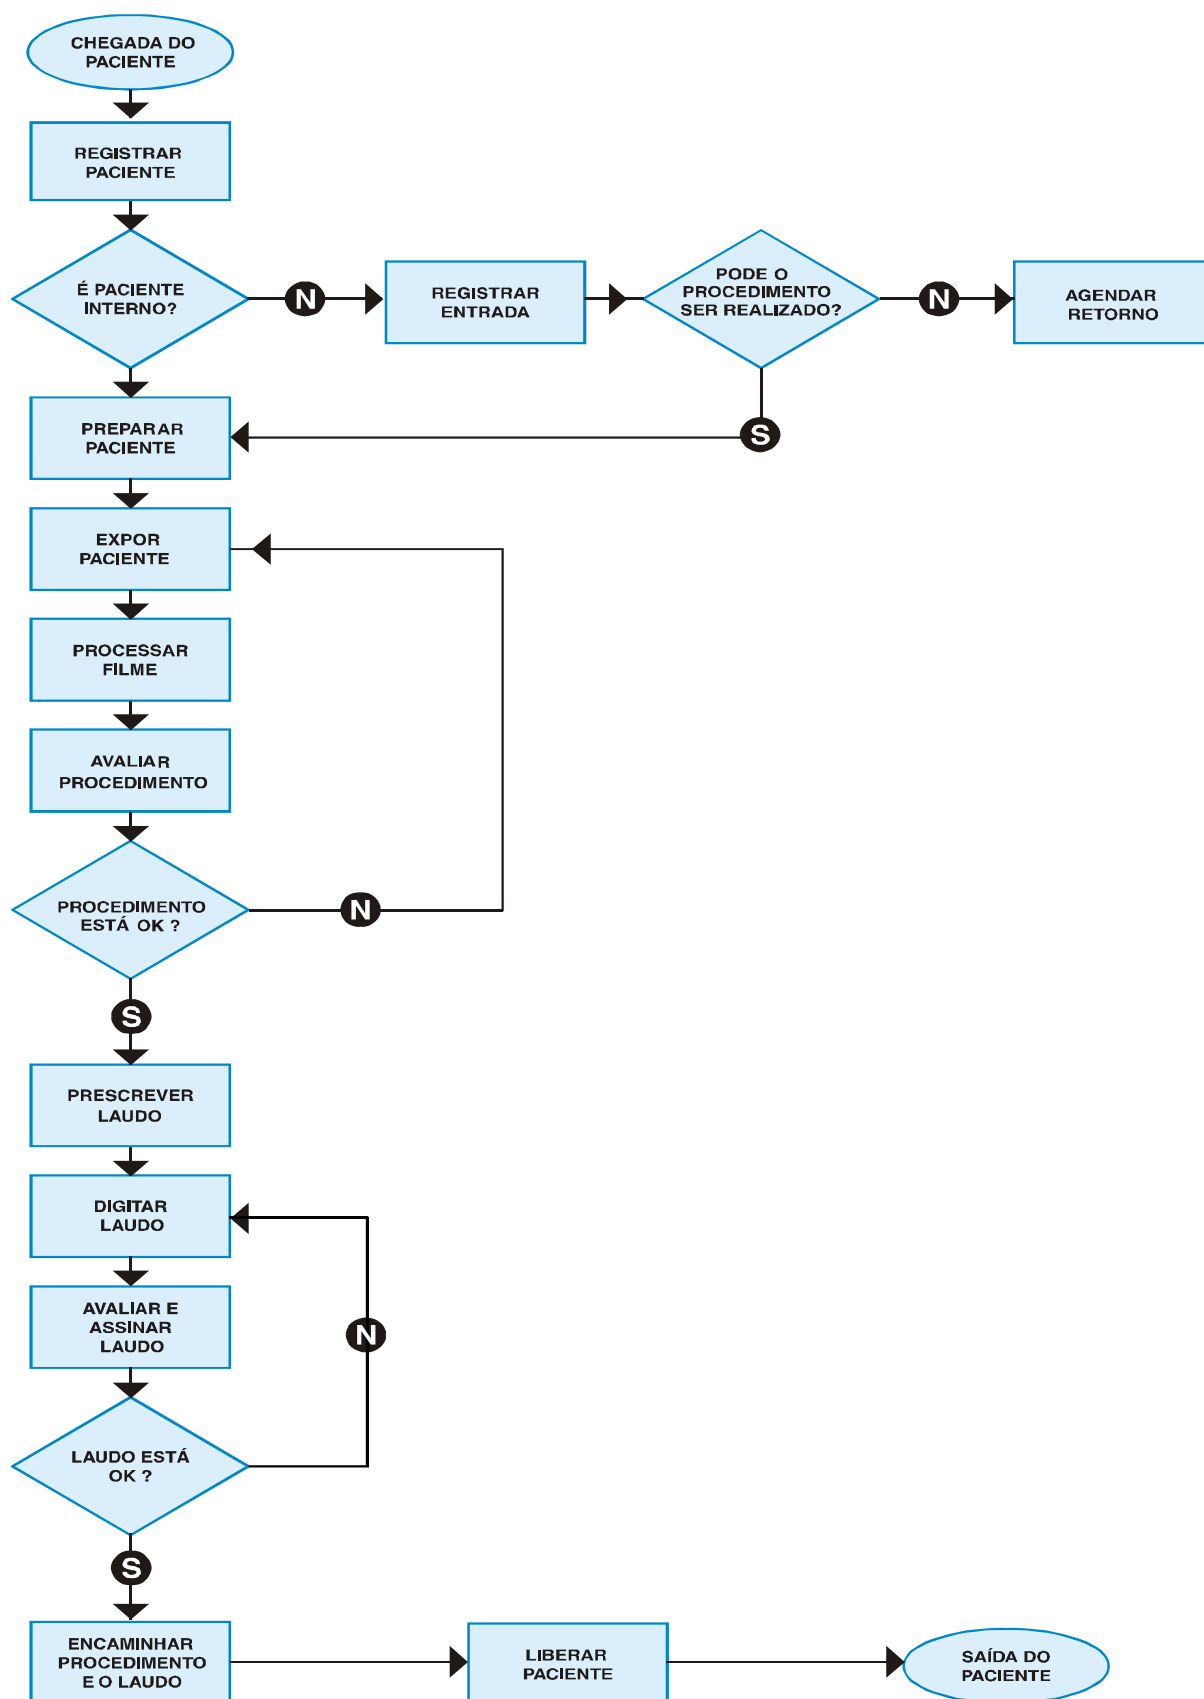 CHEGADA DO
PACIENTE
REGISTRAR
PACIENTE
É PACIENTE
INTERNO?
N
REGISTRAR
ENTRADA
PODE O
PROCEDIMENTO
SER REALIZADO?
N
AGENDAR
RETORNO
S
PREPARAR
PACIENTE
EXPOR
PACIENTE
PROCESSAR
FILME
AVALIAR
PROCEDIMENTO
PROCEDIMENTO
ESTÁ OK ?
N
S
PRESCREVER
LAUDO
DIGITAR
LAUDO
AVALIAR E
ASSINAR
LAUDO
N
LAUDO ESTÁ
OK ?
S
ENCAMINHAR
PROCEDIMENTO
E O LAUDO
LIBERAR
PACIENTE
SAÍDA DO
PACIENTE